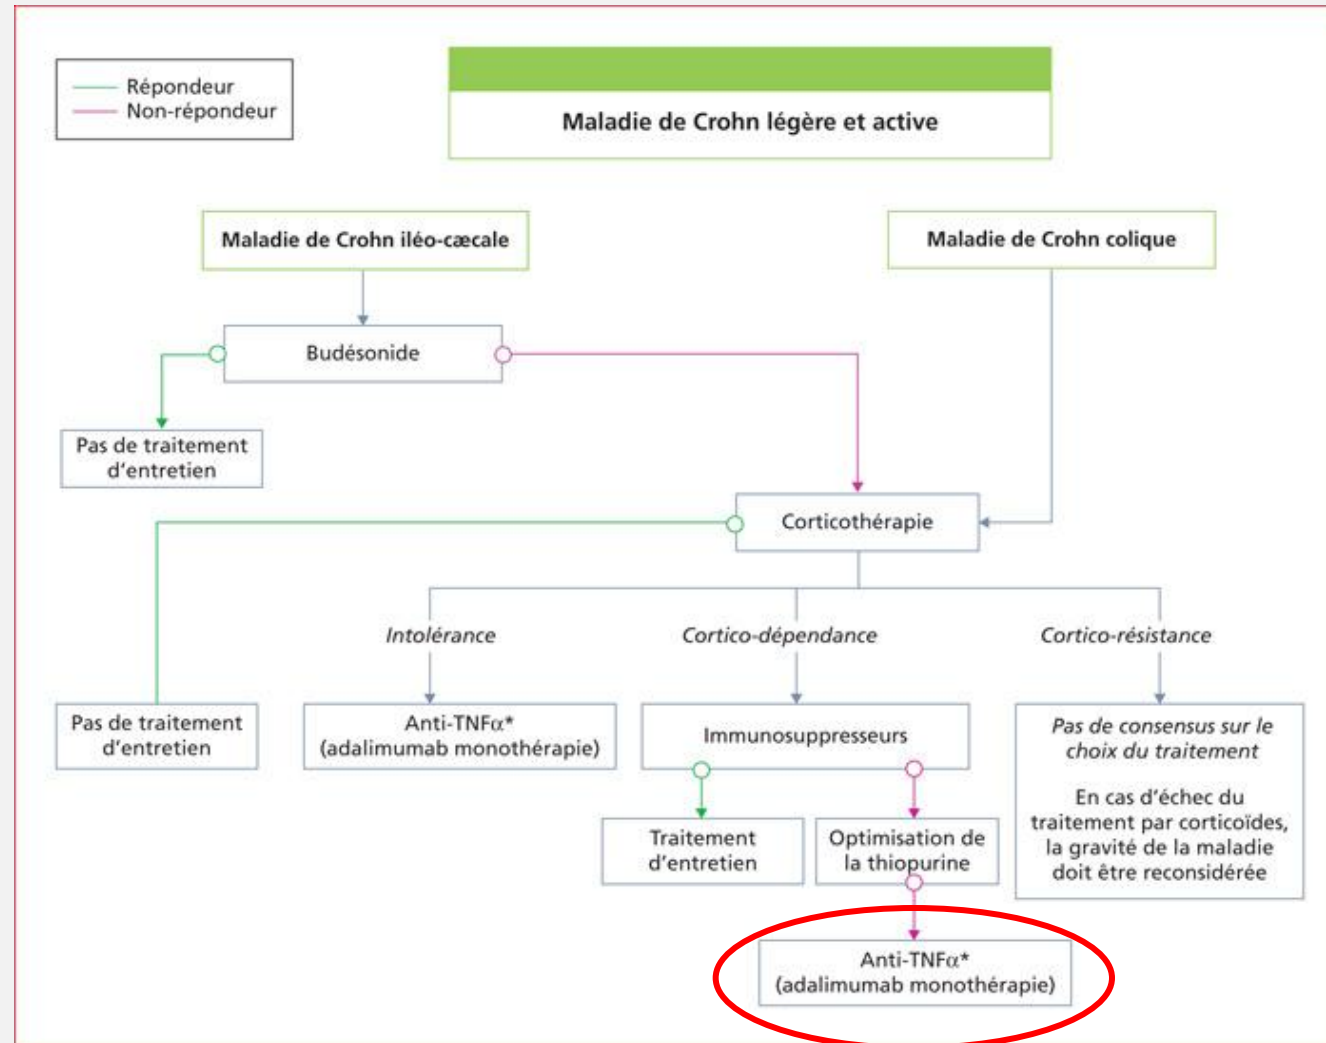 Répondeur
Non-répondeur
Maladie de Crohn légère et active
Maladie de Crohn iléo-cæcale
Maladie de Crohn colique
Budésonide
Pas de traitement
d'entretien
Corticothérapie
Intolérance
Cortico-dépendance
Cortico-résistance
Pas de traitement
d'entretien
Anti-TNFα*
(adalimumab monothérapie)
Immunosuppresseurs
Pas de consensus sur le
choix du traitement
En cas d'échec du
traitement par corticoïdes,
la gravité de la maladie
doit être reconsidérée
Traitement
d'entretien
Optimisation de
la thiopurine
Anti-TNFα*
(adalimumab monothérapie)